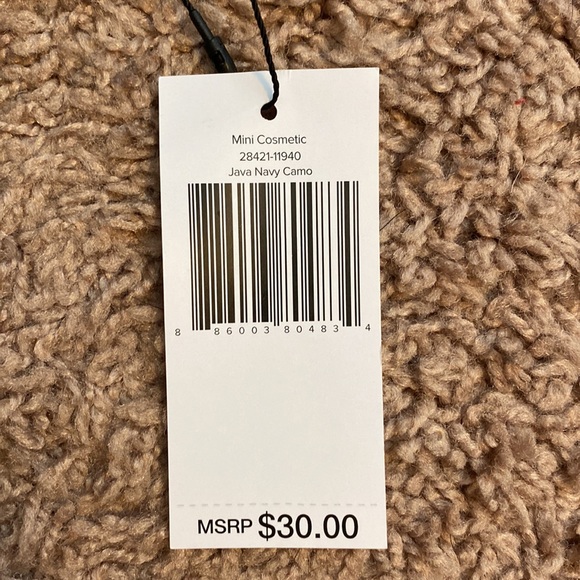 Mini Cosmetic
28421-11940
Java Navy Camo
8 86003 80483 4
MSRP $30.00